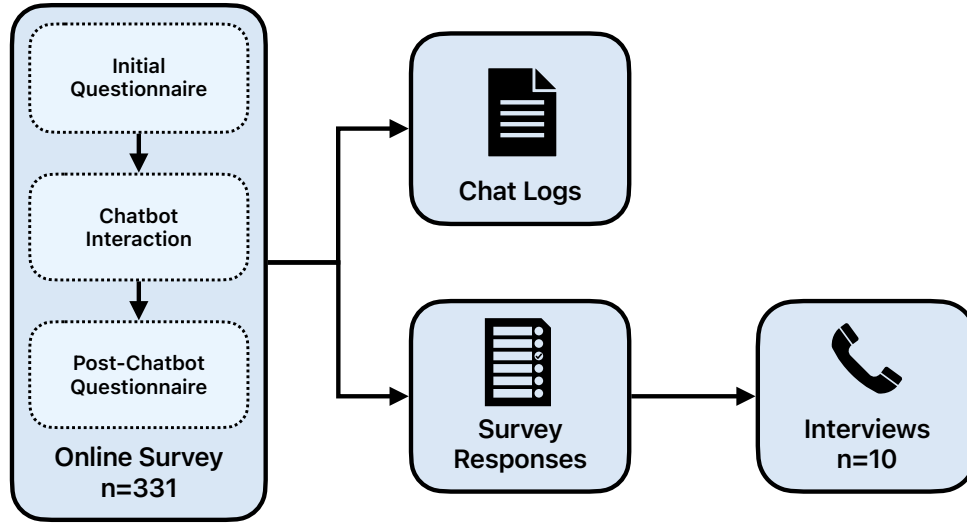 Initial
Questionnaire
Chatbot
Interaction
Post-Chatbot
Questionnaire
Online Survey
n=331
Chat Logs
Survey
Responses
Interviews
n=10